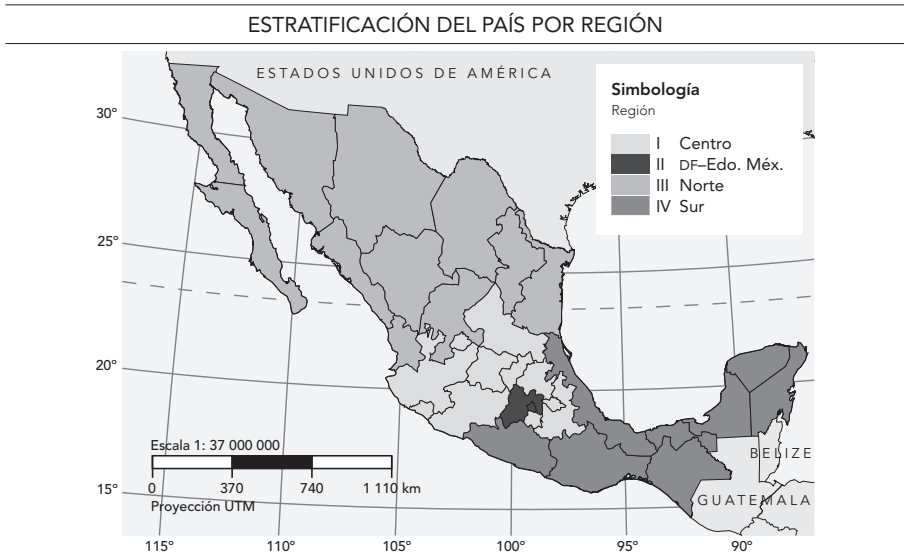 ESTRATIFICACIÓN DEL PAÍS POR REGIÓN
ESTADOS UNIDOS DE AMÉRICA
Simbología
Región
I Centro
II DF–Edo. Méx.
III Norte
IV Sur
30°
25°
20°
15°
Escala 1: 37 000 000
0 370 740 1 110 km
Proyección UTM
BELIZE
GUATEMALA
115° 110° 105° 100° 95° 90°